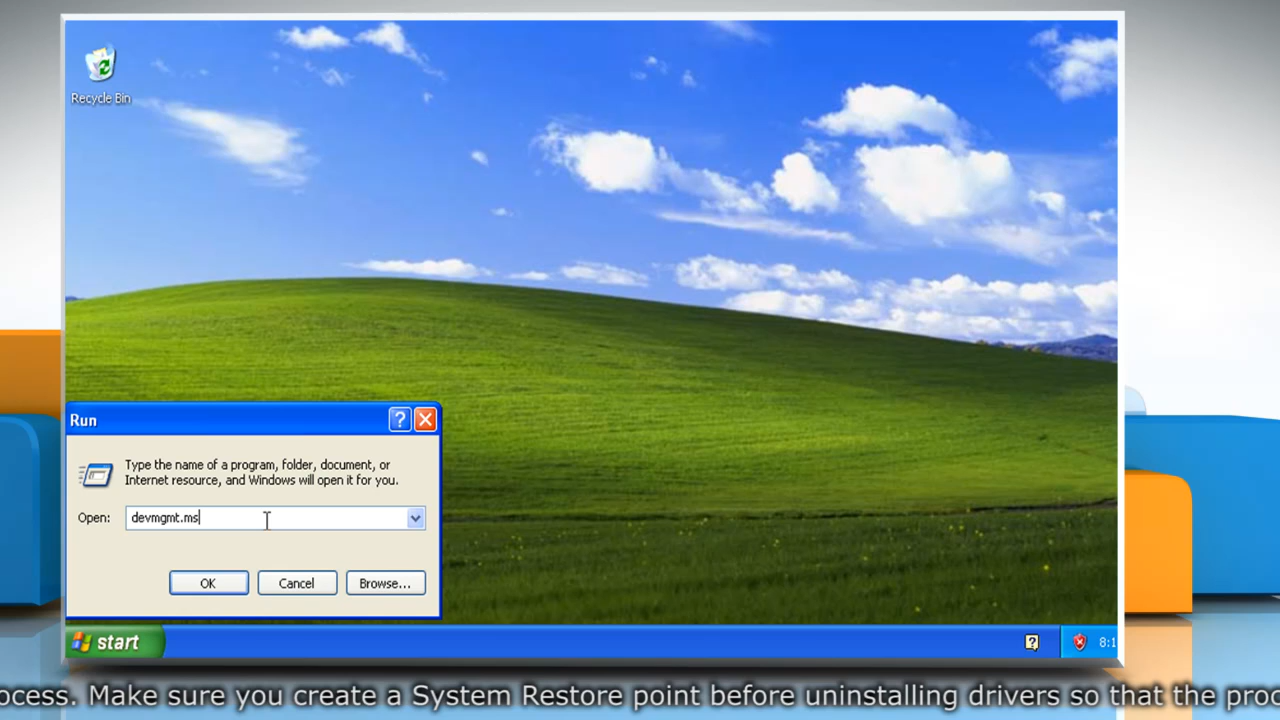 Recycle Bin
Run
?
Type the name of a program, folder, document, or
Internet resource, and Windows will open it for you.
Open: devmgmt.ms
OK Cancel Browse...
start
?
8:1
ocess. Make sure you create a System Restore point before uninstalling drivers so that the proc